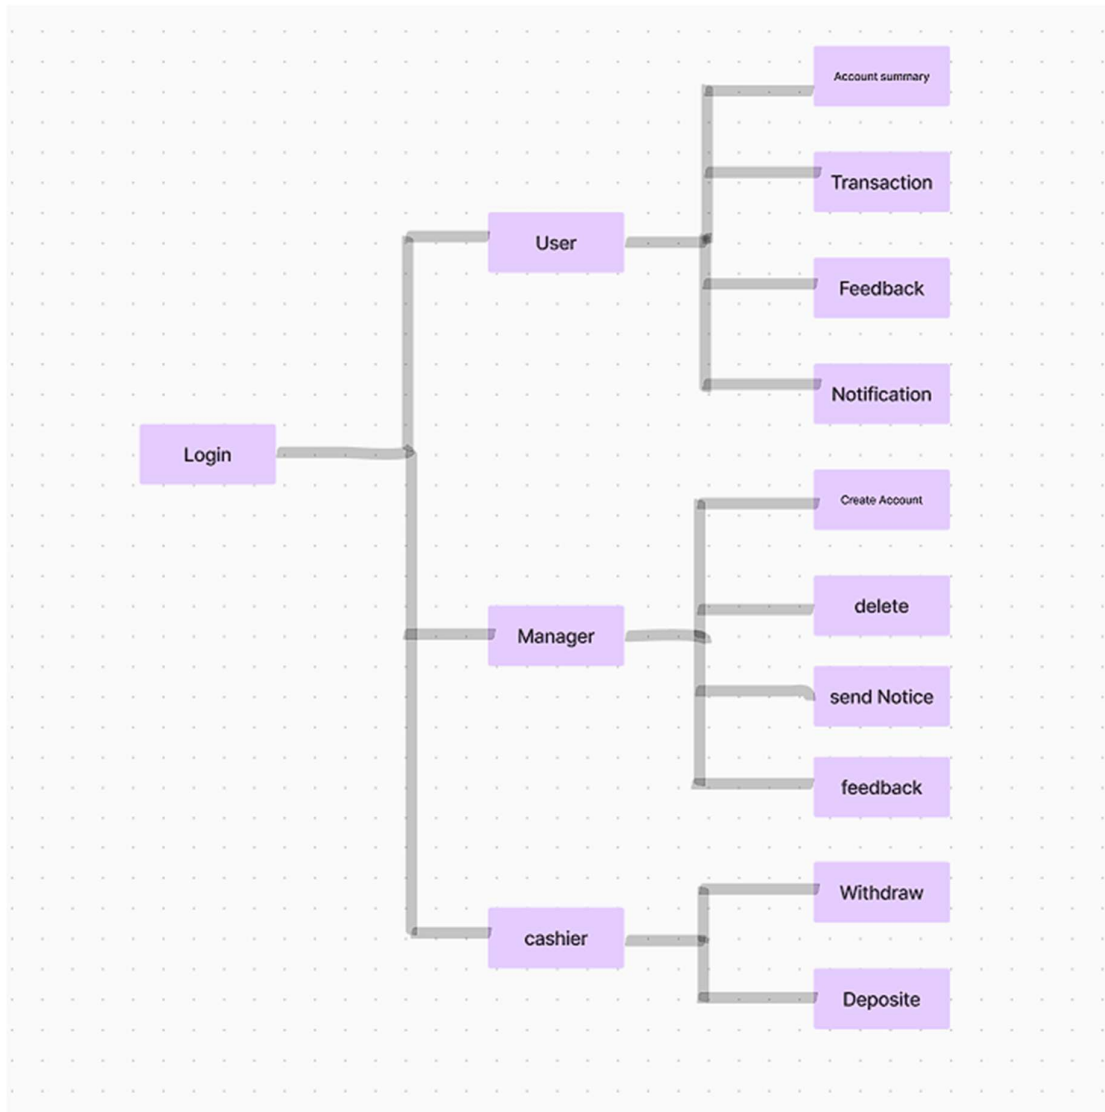 Account summary
Transaction
User
Feedback
Notification
Login
Create Account
delete
Manager
send Notice
feedback
Withdraw
cashier
Deposite